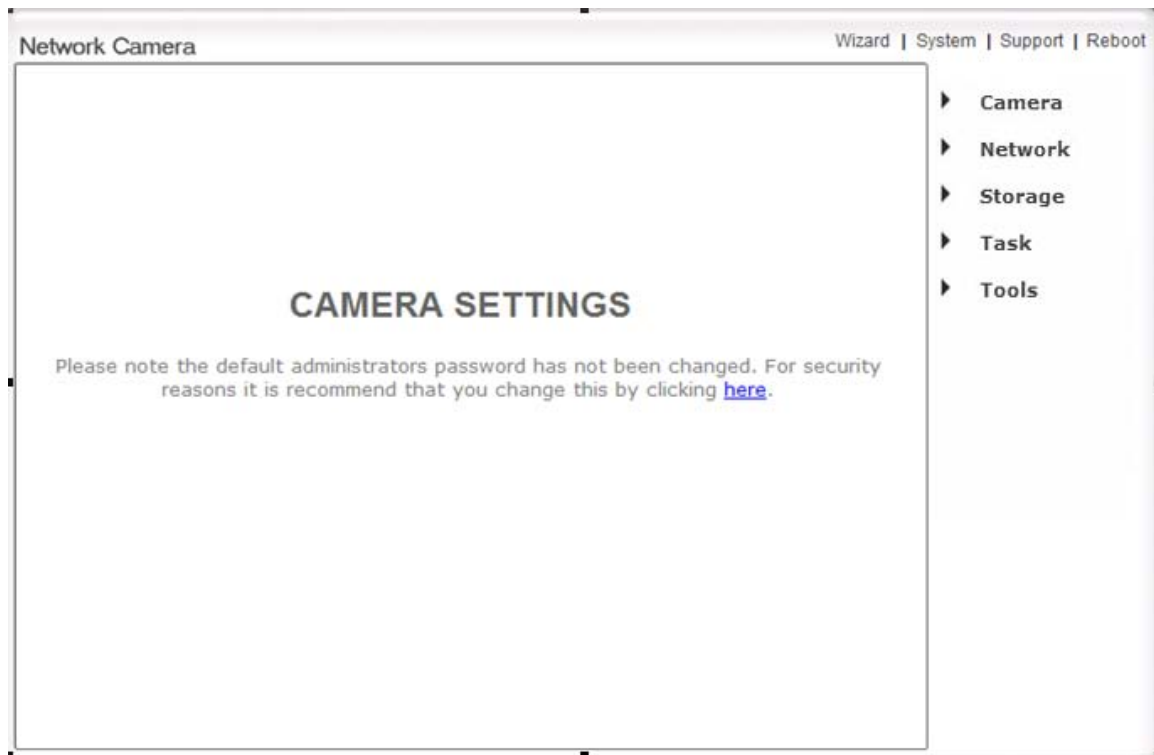 Network Camera
Wizard | System | Support | Reboot
Camera
Network
Storage
Task
Tools
CAMERA SETTINGS
Please note the default administrators password has not been changed. For security
reasons it is recommend that you change this by clicking here.